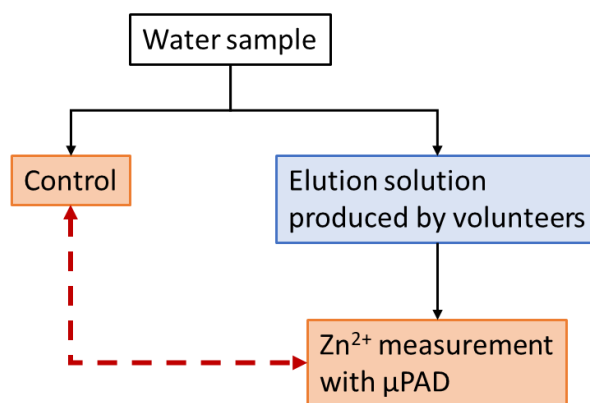 Water sample
Control
Elution solution
produced by volunteers
Zn²⁺ measurement
with µPAD